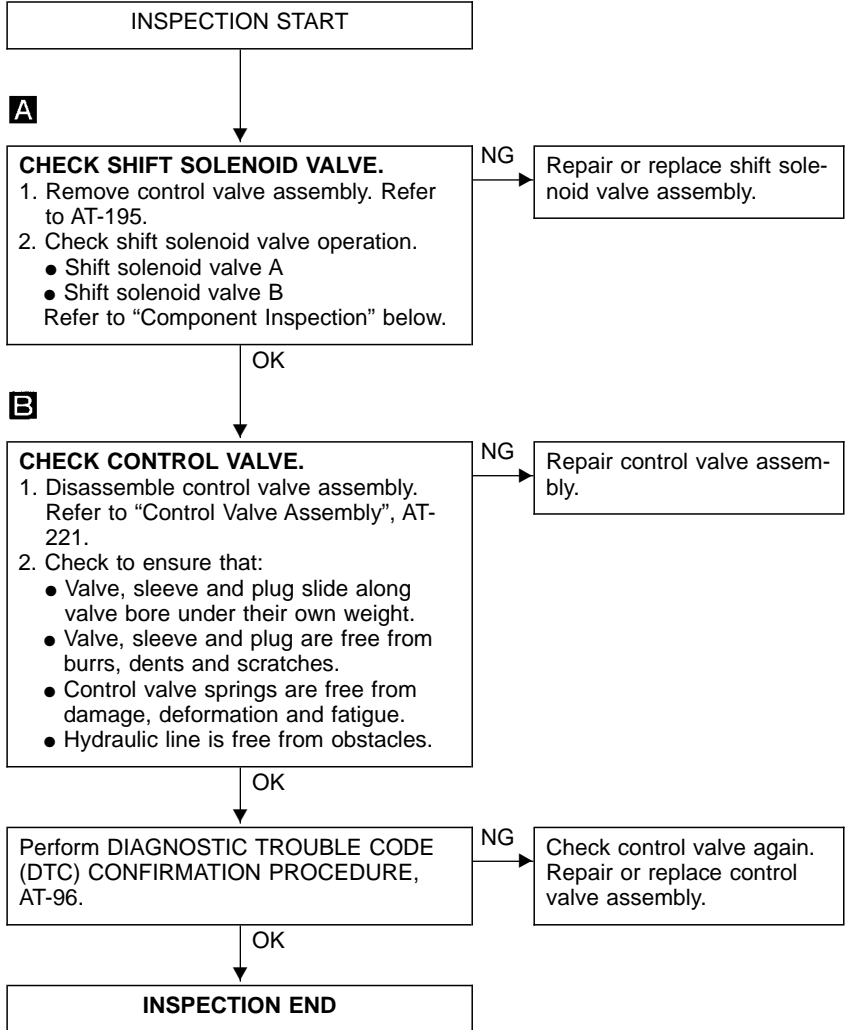 INSPECTION START
A
CHECK SHIFT SOLENOID VALVE.
1. Remove control valve assembly. Refer
to AT-195.
2. Check shift solenoid valve operation.
● Shift solenoid valve A
● Shift solenoid valve B
Refer to “Component Inspection” below.
NG
Repair or replace shift sole-
noid valve assembly.
OK
B
CHECK CONTROL VALVE.
1. Disassemble control valve assembly.
Refer to “Control Valve Assembly”, AT-
221.
2. Check to ensure that:
● Valve, sleeve and plug slide along
valve bore under their own weight.
● Valve, sleeve and plug are free from
burrs, dents and scratches.
● Control valve springs are free from
damage, deformation and fatigue.
● Hydraulic line is free from obstacles.
NG
Repair control valve assem-
bly.
OK
Perform DIAGNOSTIC TROUBLE CODE
(DTC) CONFIRMATION PROCEDURE,
AT-96.
NG
Check control valve again.
Repair or replace control
valve assembly.
OK
INSPECTION END